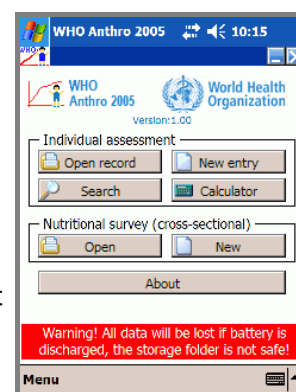 WHO Anthro 2005 10:15
WHO
WHO
Anthro 2005
World Health
Organization
Version:1.00
Individual assessment
Open record
New entry
Search
Calculator
Nutritional survey (cross-sectional)
Open
New
About
Warning! All data will be lost if battery is
discharged, the storage folder is not safe!
Menu